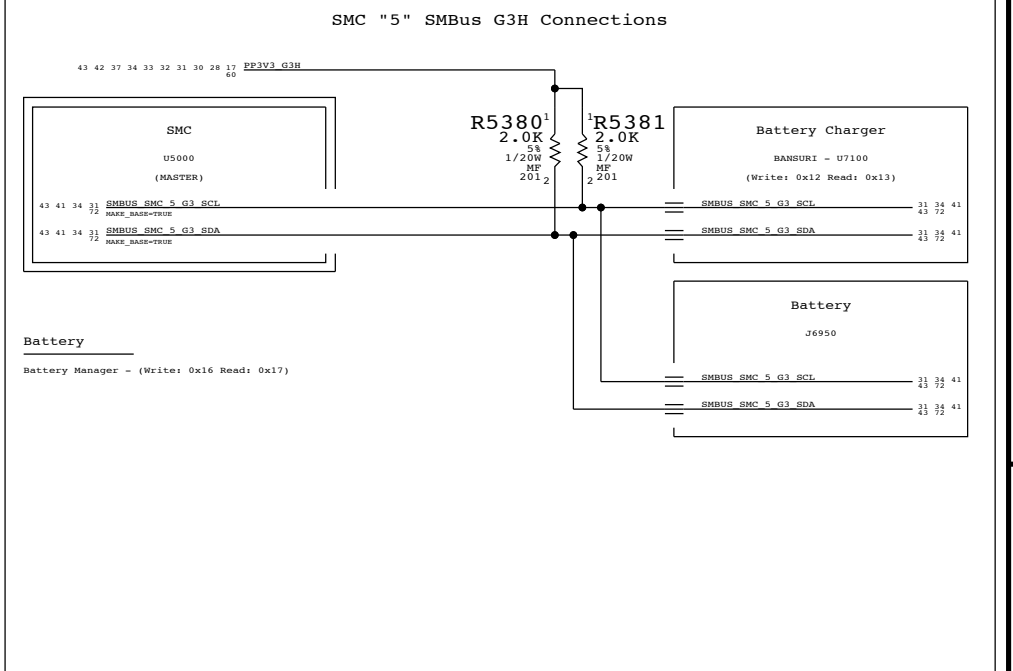 SMC "5" SMBus G3H Connections
43 42 37 34 33 32 31 30 28 17 PP3V3_G3H
60
SMC
U5000
(MASTER)
43 41 34 31 SMBUS_SMC_5_G3_SCL
72 MAKE_BASE=TRUE
43 41 34 31 SMBUS_SMC_5_G3_SDA
72 MAKE_BASE=TRUE
R5380 1
2.0K
5%
1/20W
MF
201 2
1 R5381
2.0K
5%
1/20W
MF
2 201
Battery Charger
BANSURI - U7100
(Write: 0x12 Read: 0x13)
SMBUS_SMC_5_G3_SCL 31 34 41
43 72
SMBUS_SMC_5_G3_SDA 31 34 41
43 72
Battery
J6950
SMBUS_SMC_5_G3_SCL 31 34 41
43 72
SMBUS_SMC_5_G3_SDA 31 34 41
43 72
Battery
Battery Manager - (Write: 0x16 Read: 0x17)